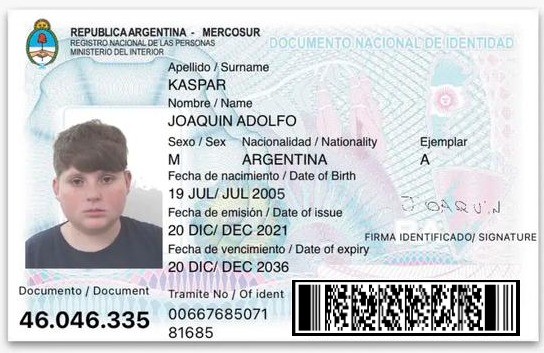 REPUBLICA ARGENTINA - MERCOSUR
REGISTRO NACIONAL DE LAS PERSONAS
MINISTERIO DEL INTERIOR
DOCUMENTO NACIONAL DE IDENTIDAD
Apellido / Surname
KASPAR
Nombre / Name
JOAQUIN ADOLFO
Sexo / Sex Nacionalidad / Nationality Ejemplar
M ARGENTINA A
Fecha de nacimiento / Date of Birth
19 JUL/ JUL 2005
Fecha de emisión / Date of issue
20 DIC/ DEC 2021
FIRMA IDENTIFICADO/ SIGNATURE
Fecha de vencimiento / Date of expiry
20 DIC/ DEC 2036
Documento / Document
46.046.335
Tramite No / Of ident
00667685071
81685